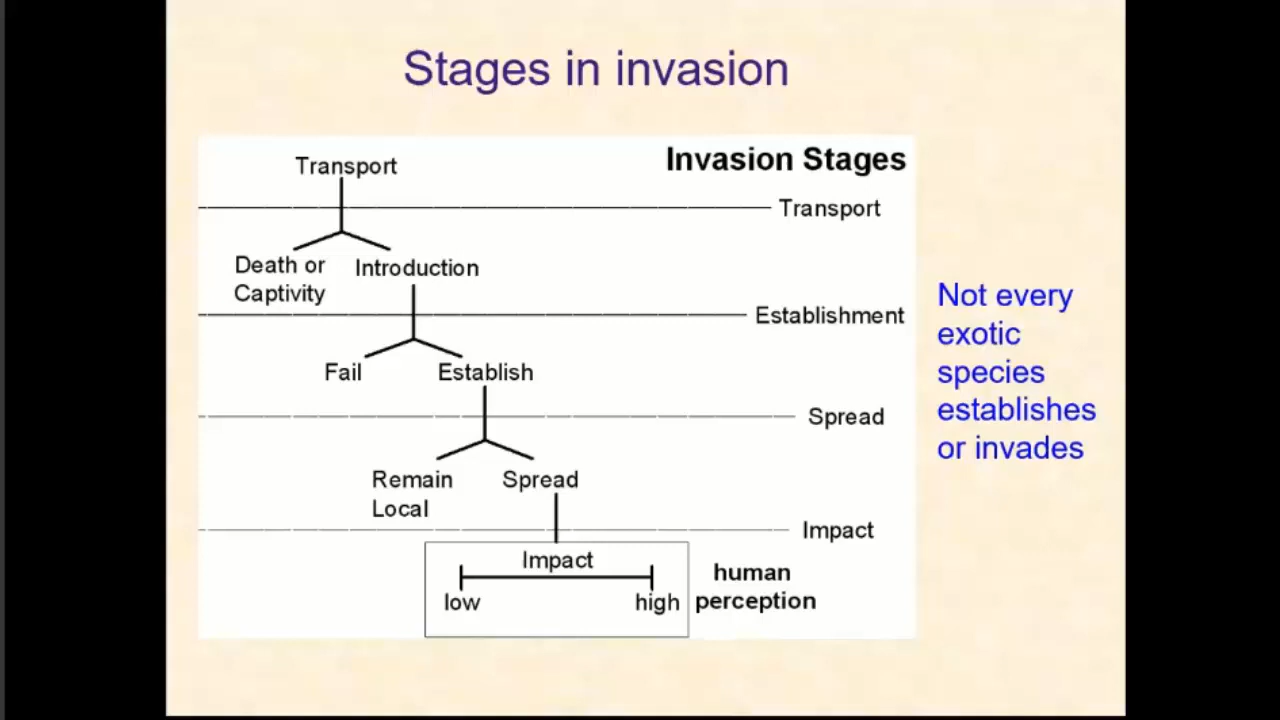 Stages in invasion
Invasion Stages
Transport
Transport
Death or
Captivity
Introduction
Establishment
Fail
Establish
Spread
Remain
Local
Spread
Impact
Impact
low
high
human
perception
Not every
exotic
species
establishes
or invades